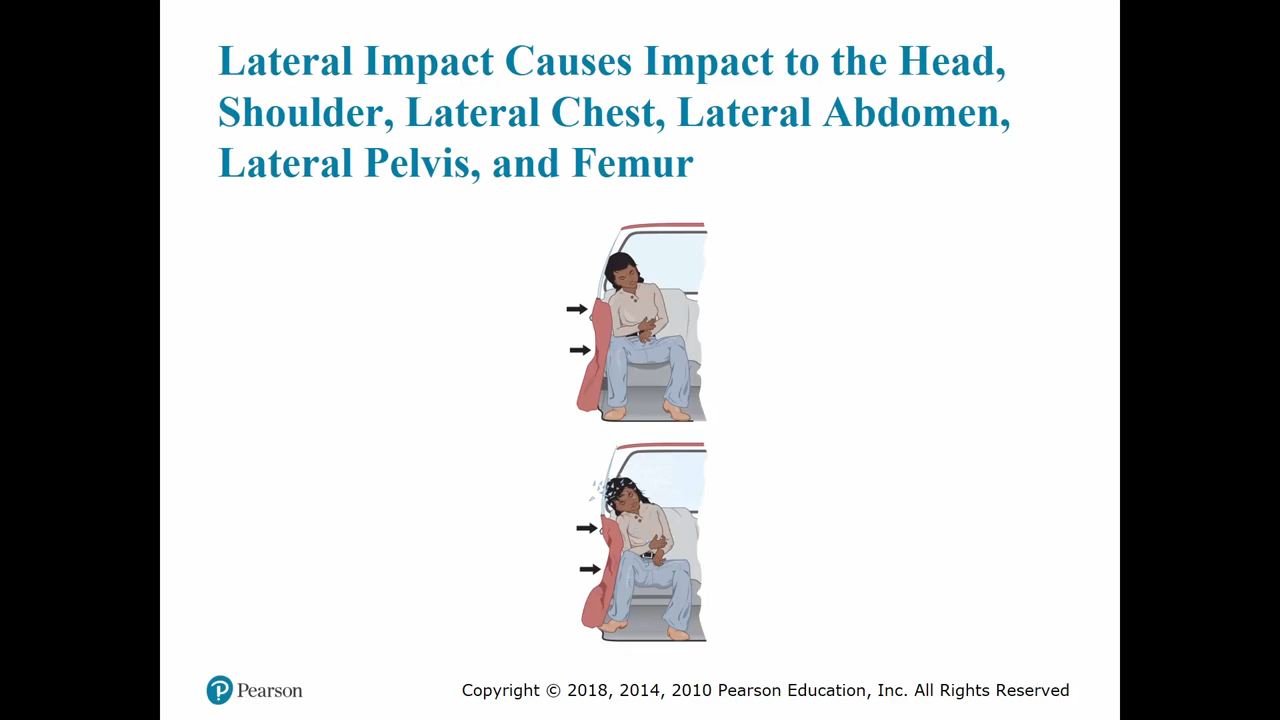 Lateral Impact Causes Impact to the Head,
Shoulder, Lateral Chest, Lateral Abdomen,
Lateral Pelvis, and Femur
Pearson
Copyright © 2018, 2014, 2010 Pearson Education, Inc. All Rights Reserved